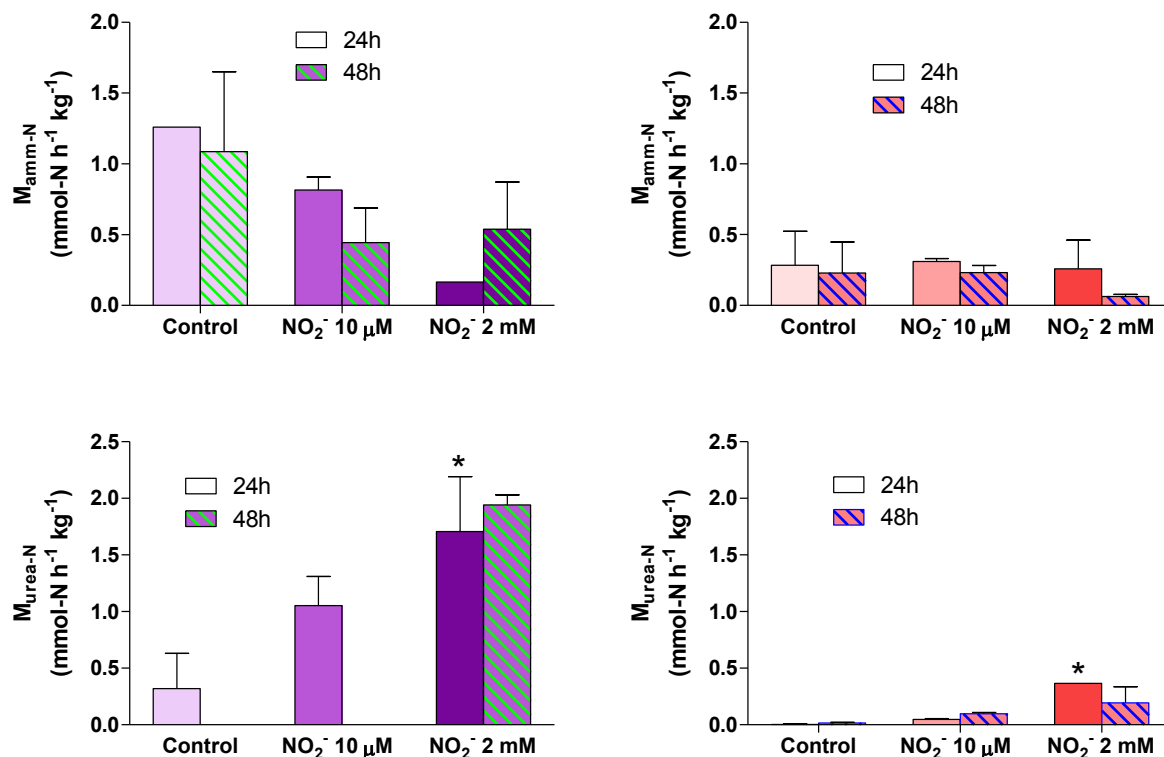 M_amm-N
(mmol-N h⁻¹ kg⁻¹)
2.0
1.5
1.0
0.5
0.0
24h
48h
Control
NO₂⁻ 10 μM
NO₂⁻ 2 mM
M_amm-N
(mmol-N h⁻¹ kg⁻¹)
2.0
1.5
1.0
0.5
0.0
24h
48h
Control
NO₂⁻ 10 μM
NO₂⁻ 2 mM
M_urea-N
(mmol-N h⁻¹ kg⁻¹)
2.5
2.0
1.5
1.0
0.5
0.0
24h
48h
*
Control
NO₂⁻ 10 μM
NO₂⁻ 2 mM
M_urea-N
(mmol-N h⁻¹ kg⁻¹)
2.5
2.0
1.5
1.0
0.5
0.0
24h
48h
*
Control
NO₂⁻ 10 μM
NO₂⁻ 2 mM